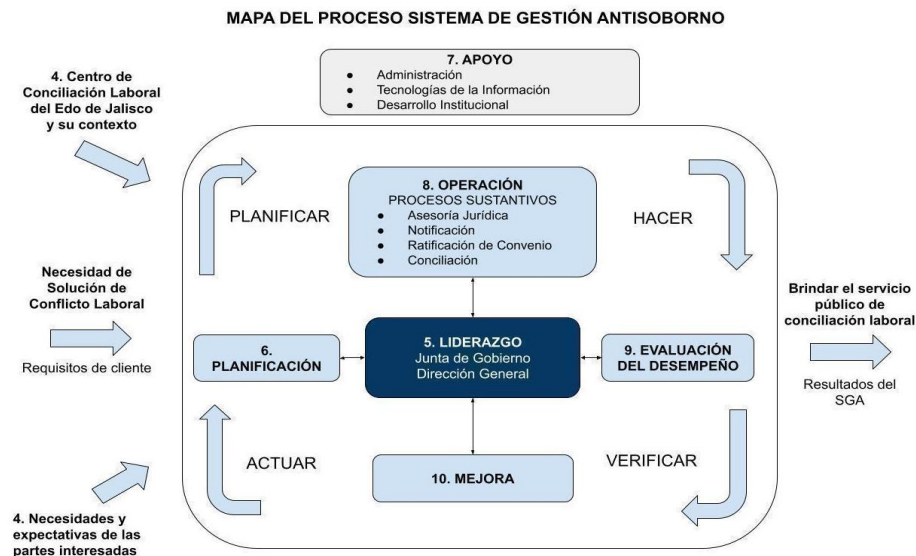 MAPA DEL PROCESO SISTEMA DE GESTIÓN ANTISOBORNO
7. APOYO
● Administración
● Tecnologías de la Información
● Desarrollo Institucional
4. Centro de
Conciliación Laboral
del Edo de Jalisco
y su contexto
PLANIFICAR
8. OPERACIÓN
PROCESOS SUSTANTIVOS
● Asesoría Jurídica
● Notificación
● Ratificación de Convenio
● Conciliación
HACER
Necesidad de
Solución de
Conflicto Laboral
Requisitos de cliente
6.
PLANIFICACIÓN
5. LIDERAZGO
Junta de Gobierno
Dirección General
9. EVALUACIÓN
DEL DESEMPEÑO
Brindar el servicio
público de
conciliación laboral
Resultados del
SGA
ACTUAR
10. MEJORA
VERIFICAR
4. Necesidades y
expectativas de las
partes interesadas